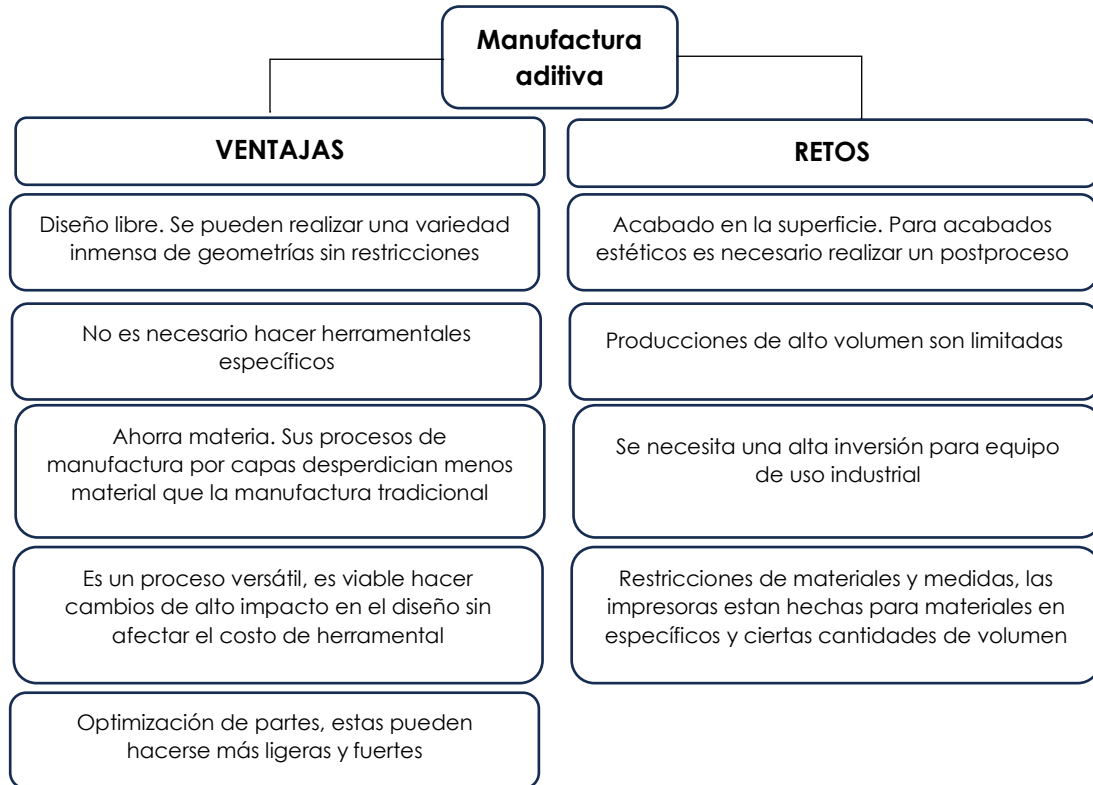 Manufactura
aditiva
VENTAJAS
Diseño libre. Se pueden realizar una variedad
inmensa de geometrías sin restricciones
No es necesario hacer herramentales
específicos
Ahorra materia. Sus procesos de
manufactura por capas desperdician menos
material que la manufactura tradicional
Es un proceso versátil, es viable hacer
cambios de alto impacto en el diseño sin
afectar el costo de herramental
Optimización de partes, estas pueden
hacerse más ligeras y fuertes
RETOS
Acabado en la superficie. Para acabados
estéticos es necesario realizar un postproceso
Producciones de alto volumen son limitadas
Se necesita una alta inversión para equipo
de uso industrial
Restricciones de materiales y medidas, las
impresoras estan hechas para materiales en
específicos y ciertas cantidades de volumen